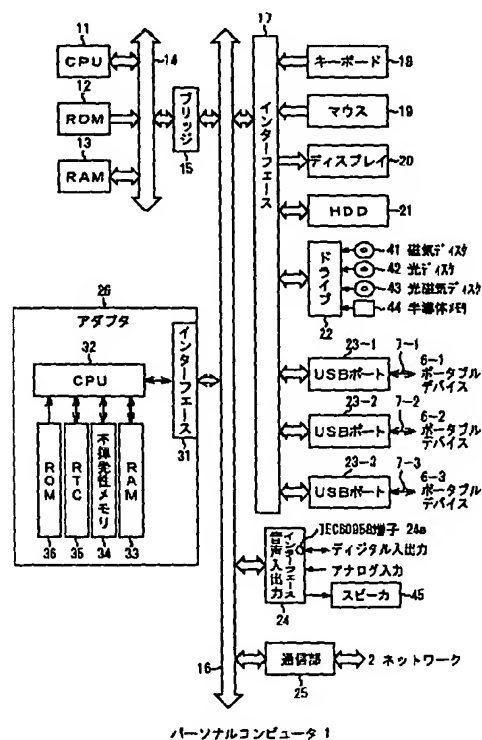 11
CPU
12
ROM
13
RAM
14
ブリッジ
15
17
インターフェース
キーボード
18
マウス
19
ディスプレイ
20
HDD
21
ドライブ
22
41 磁気ディスク
42 光ディスク
43 光磁気ディスク
44 半導体メモリ
23-1
USBポート
7-1
6-1
ポータブル
デバイス
23-2
USBポート
7-2
6-2
ポータブル
デバイス
23-3
USBポート
7-3
6-3
ポータブル
デバイス
26
アダプタ
32
CPU
インターフェース
31
ROM
36
RTC
35
不揮発性メモリ
34
RAM
33
IEC60958端子 24a
音声入出力
インターフェース
24
ディジタル入出力
アナログ入力
スピーカ
45
16
通信部
25
2 ネットワーク
パーソナルコンピュータ 1